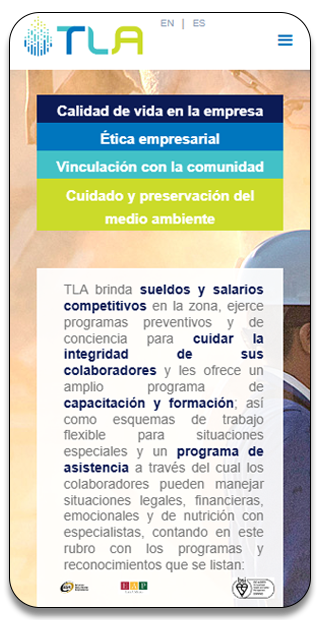 TLA
EN | ES
Calidad de vida en la empresa
Ética empresarial
Vinculación con la comunidad
Cuidado y preservación del
medio ambiente
TLA brinda sueldos y salarios
competitivos en la zona, ejerce
programas preventivos y de
conciencia para cuidar la
integridad de sus
colaboradores y les ofrece un
amplio programa de
capacitación y formación; así
como esquemas de trabajo
flexible para situaciones
especiales y un programa de
asistencia a través del cual los
colaboradores pueden manejar
situaciones legales, financieras,
emocionales y de nutrición con
especialistas, contando en este
rubro con los programas y
reconocimientos que se listan:
EAP
bsi